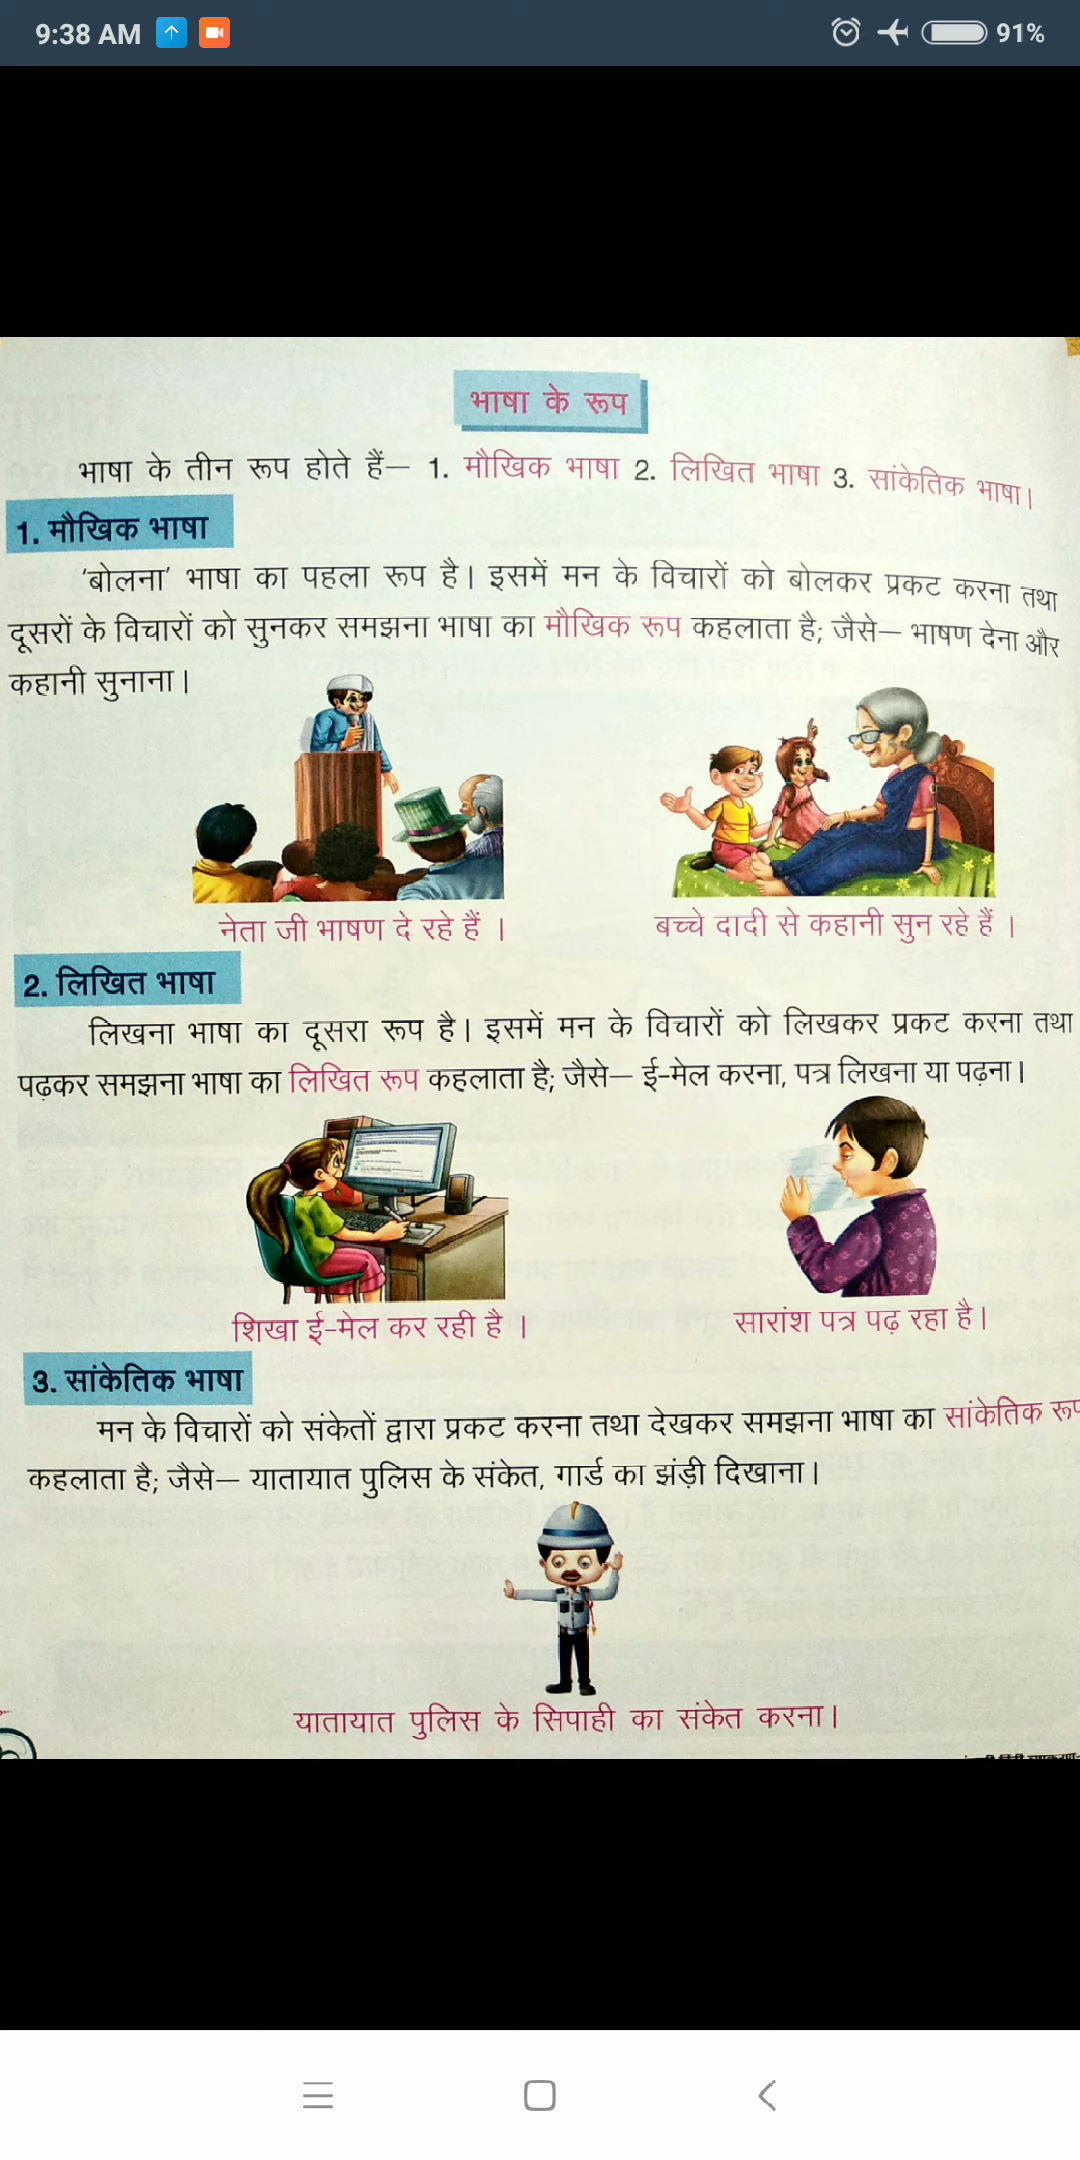 9:38 AM
91%
भाषा के रूप
भाषा के तीन रूप होते हैं— 1. मौखिक भाषा 2. लिखित भाषा 3. सांकेतिक भाषा।
1. मौखिक भाषा
‘बोलना’ भाषा का पहला रूप है। इसमें मन के विचारों को बोलकर प्रकट करना तथा
दूसरों के विचारों को सुनकर समझना भाषा का मौखिक रूप कहलाता है; जैसे— भाषण देना और
कहानी सुनाना।
नेता जी भाषण दे रहे हैं ।
बच्चे दादी से कहानी सुन रहे हैं ।
2. लिखित भाषा
लिखना भाषा का दूसरा रूप है। इसमें मन के विचारों को लिखकर प्रकट करना तथा
पढ़कर समझना भाषा का लिखित रूप कहलाता है; जैसे— ई-मेल करना, पत्र लिखना या पढ़ना।
शिखा ई-मेल कर रही है ।
सारांश पत्र पढ़ रहा है।
3. सांकेतिक भाषा
मन के विचारों को संकेतों द्वारा प्रकट करना तथा देखकर समझना भाषा का सांकेतिक रूप
कहलाता है; जैसे— यातायात पुलिस के संकेत, गार्ड का झंड़ी दिखाना।
यातायात पुलिस के सिपाही का संकेत करना।